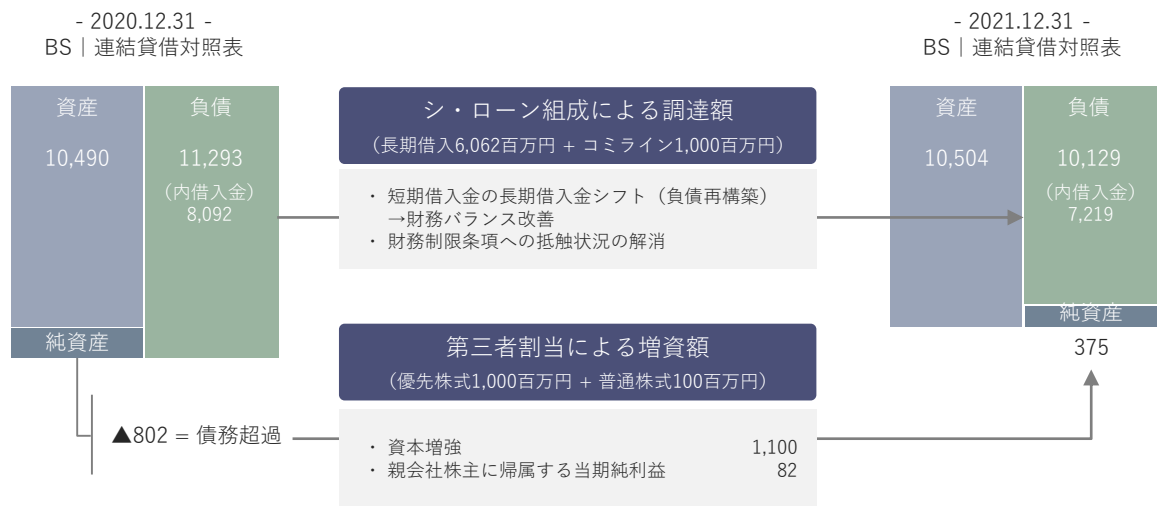 - 2020.12.31 -
BS｜連結貸借対照表
資産
10,490
負債
11,293
(内借入金)
8,092
純資産
▲802 = 債務超過
シ・ローン組成による調達額
（長期借入6,062百万円 + コミライン1,000百万円）
・ 短期借入金の長期借入金シフト（負債再構築）
→財務バランス改善
・ 財務制限条項への抵触状況の解消
第三者割当による増資額
（優先株式1,000百万円 + 普通株式100百万円）
・ 資本増強 1,100
・ 親会社株主に帰属する当期純利益 82
- 2021.12.31 -
BS｜連結貸借対照表
資産
10,504
負債
10,129
(内借入金)
7,219
純資産
375